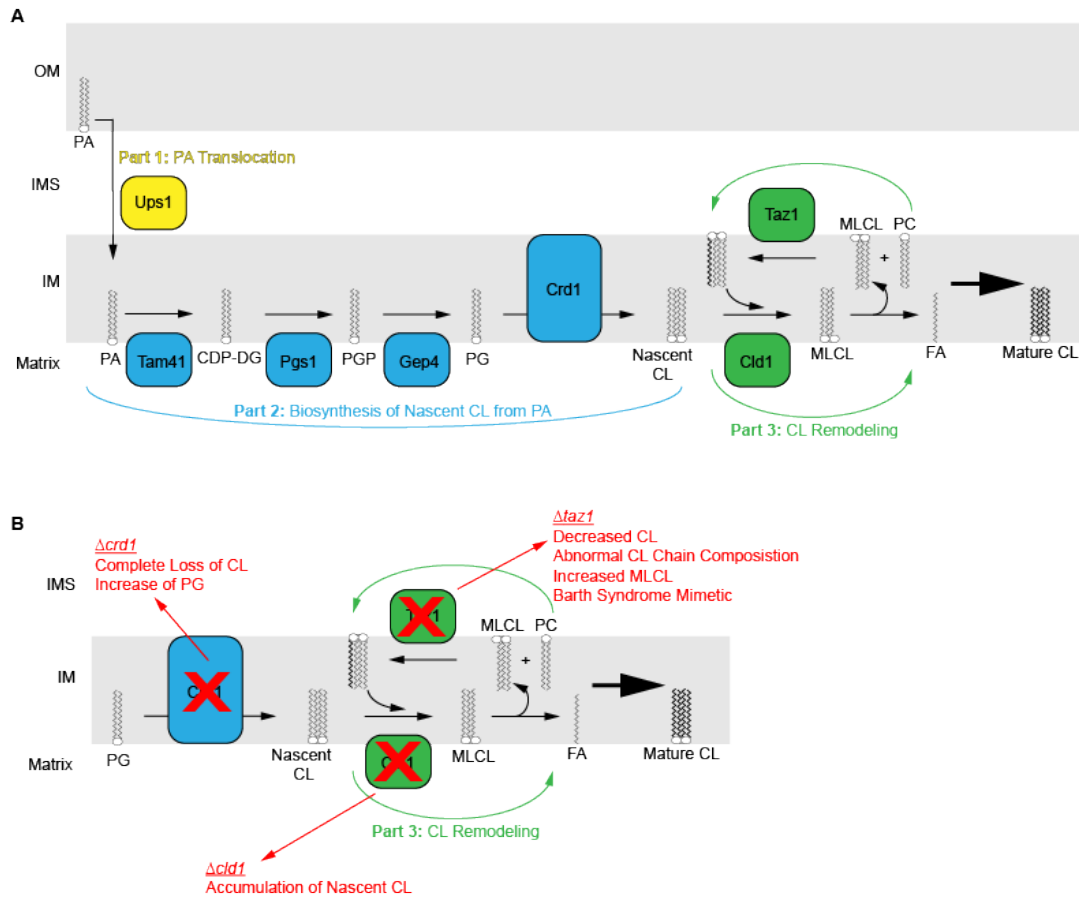 A
OM
PA
Part 1: PA Translocation
IMS
Ups1
Taz1
MLCL PC
IM
Crd1
+
Matrix
PA
Tam41
CDP-DG
Pgs1
PGP
Gep4
PG
Nascent
CL
Cld1
MLCL
FA
Mature CL
Part 2: Biosynthesis of Nascent CL from PA
Part 3: CL Remodeling
B
Δcrd1
Complete Loss of CL
Increase of PG
Δtaz1
Decreased CL
Abnormal CL Chain Composistion
Increased MLCL
Barth Syndrome Mimetic
IMS
MLCL PC
IM
+
Matrix
PG
Nascent
CL
MLCL
FA
Mature CL
Part 3: CL Remodeling
Δcld1
Accumulation of Nascent CL